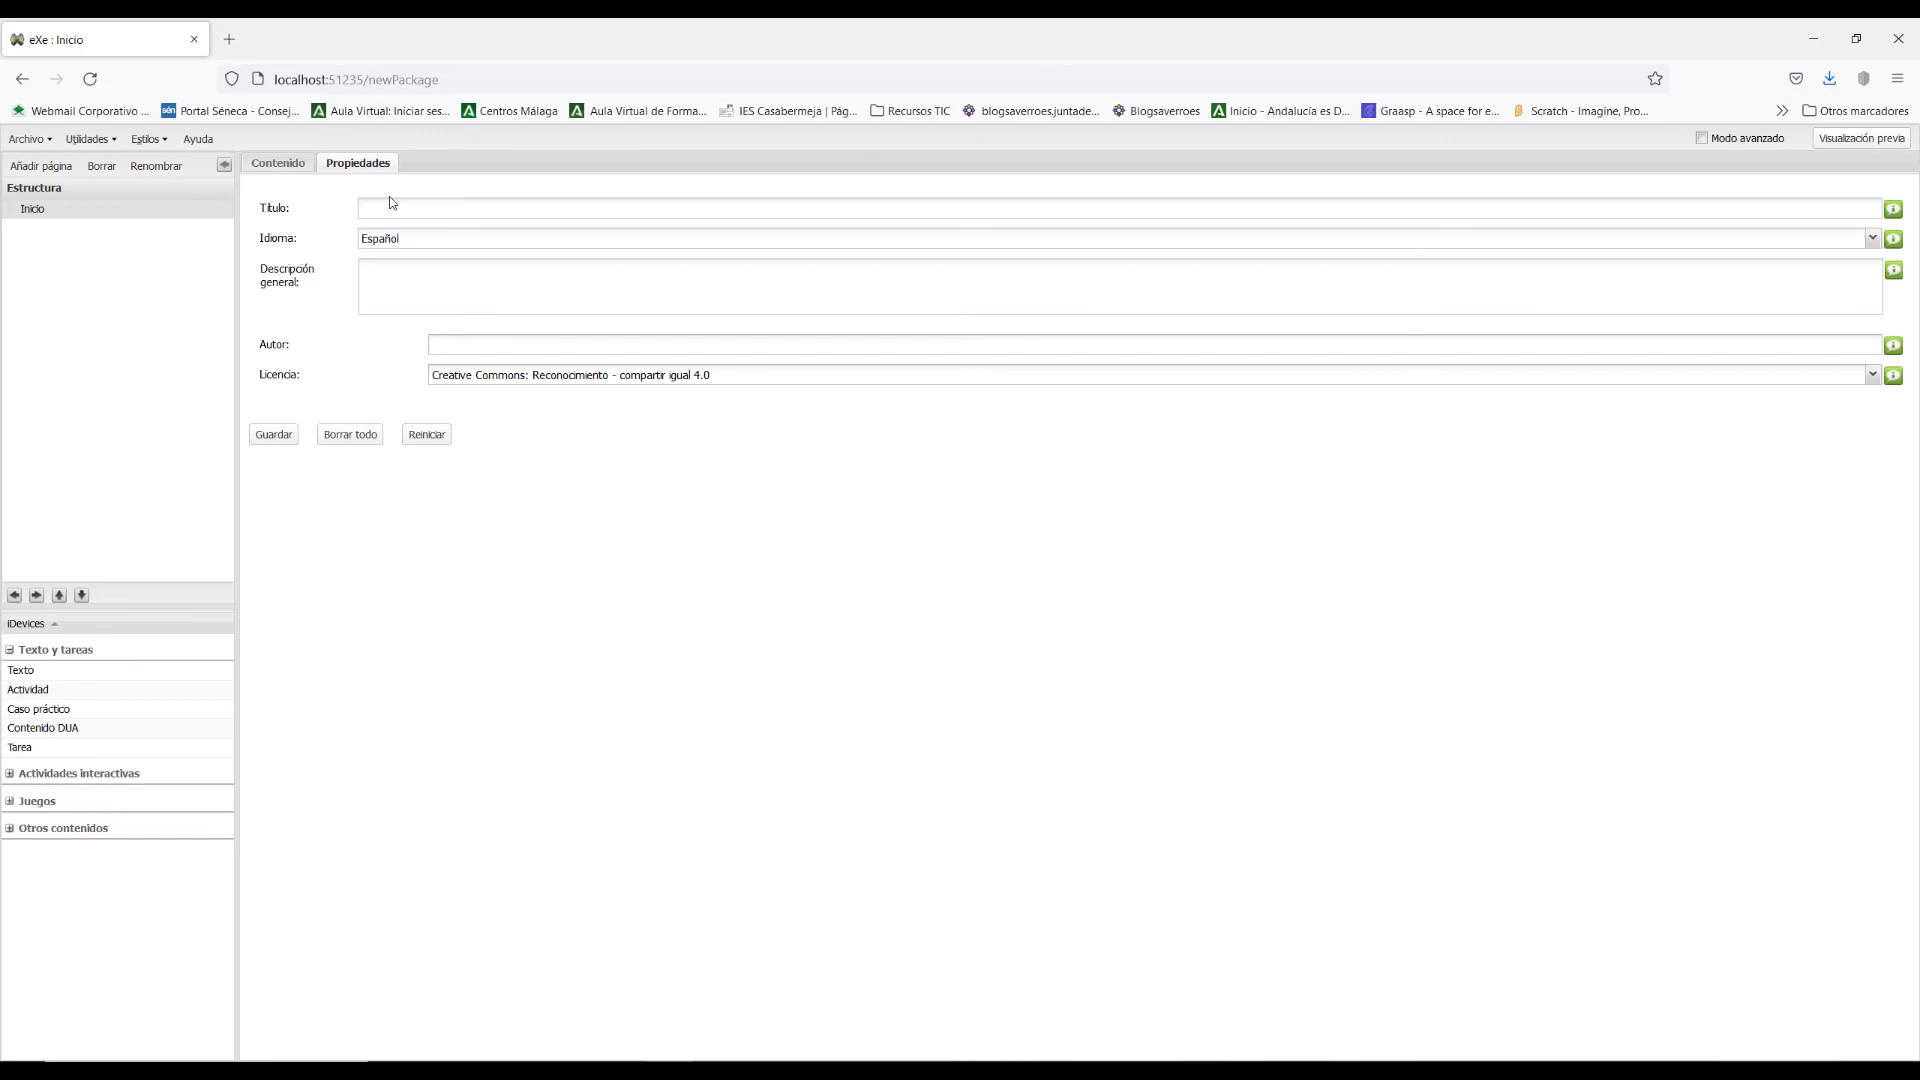 eXe : Inicio
localhost:51235/newPackage
Webmail Corporativo ... Portal Séneca - Consej... Aula Virtual: Iniciar ses... Centros Málaga Aula Virtual de Forma... IES Casabermeja | Pág... Recursos TIC blogsaverroes.juntade... Blogsaverroes Inicio - Andalucía es D... Graasp - A space for e... Scratch - Imagine, Pro... Otros marcadores
Archivo Utilidades Estilos Ayuda Modo avanzado Visualización previa
Añadir página Borrar Renombrar Contenido Propiedades
Estructura
Inicio
Título:
Idioma: Español
Descripción
general:
Autor:
Licencia: Creative Commons: Reconocimiento - compartir igual 4.0
Guardar Borrar todo Reiniciar
iDevices
Texto y tareas
Texto
Actividad
Caso práctico
Contenido DUA
Tarea
Actividades interactivas
Juegos
Otros contenidos